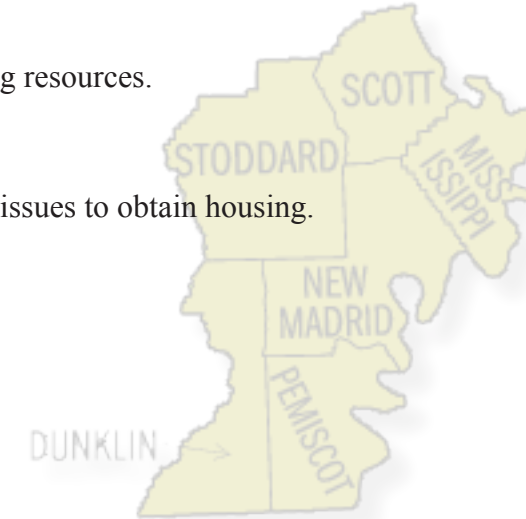 g resources.
SCOTT
STODDARD
MISS
ISSIPPI
issues to obtain housing.
NEW
MADRID
PEMISCOT
DUNKLIN